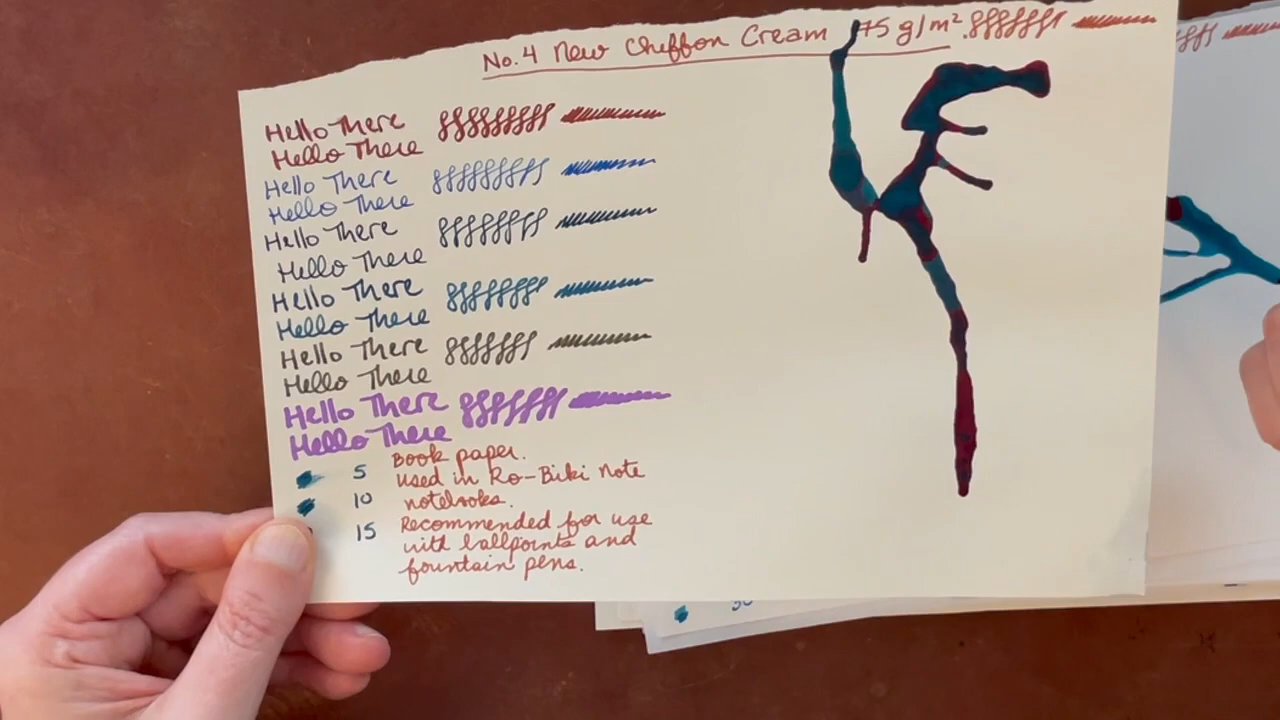 No. 4 New Cheffon Cream 75 g/m².
Hello There
Hello There
Hello There
Hello There
Hello There
Hello There
Hello There
Hello There
Hello There
Hello There
Hello There
Hello There
5
10
15
Book paper.
used in Ro-Biki Note
notebooks.
Recommended for use
with ballpoints and
fountain pens.
30